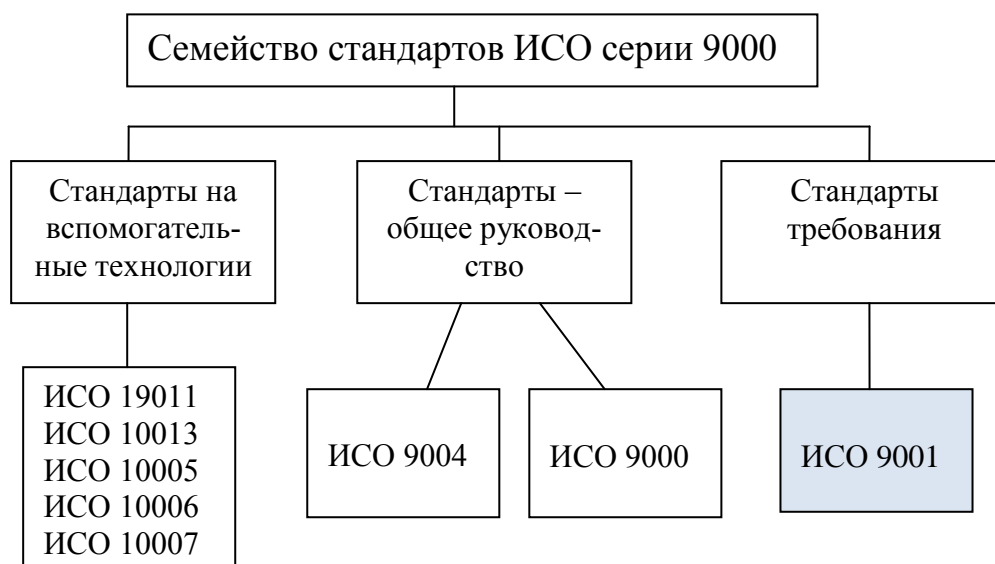 Семейство стандартов ИСО серии 9000
Стандарты на
вспомогатель-
ные технологии
Стандарты –
общее руковод-
ство
Стандарты
требования
ИСО 19011
ИСО 10013
ИСО 10005
ИСО 10006
ИСО 10007
ИСО 9004
ИСО 9000
ИСО 9001